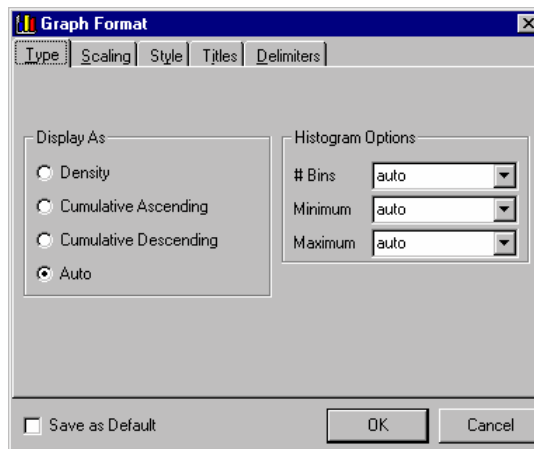 Graph Format
Type Scaling Style Titles Delimiters
Display As
Density
Cumulative Ascending
Cumulative Descending
Auto
Histogram Options
# Bins auto
Minimum auto
Maximum auto
Save as Default
OK Cancel